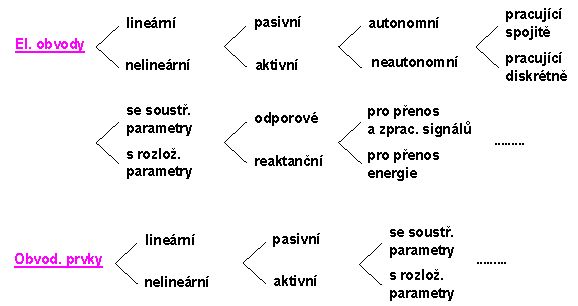 El. obvody
lineární
nelineární
pasivní
aktivní
autonomní
neautonomní
pracující
spojitě
pracující
diskrétně
se soustř.
parametry
s rozlož.
parametry
odporové
reaktanční
pro přenos
a zprac. signálů
pro přenos
energie
.........
Obvod. prvky
lineární
nelineární
pasivní
aktivní
se soustř.
parametry
s rozlož.
parametry
.........